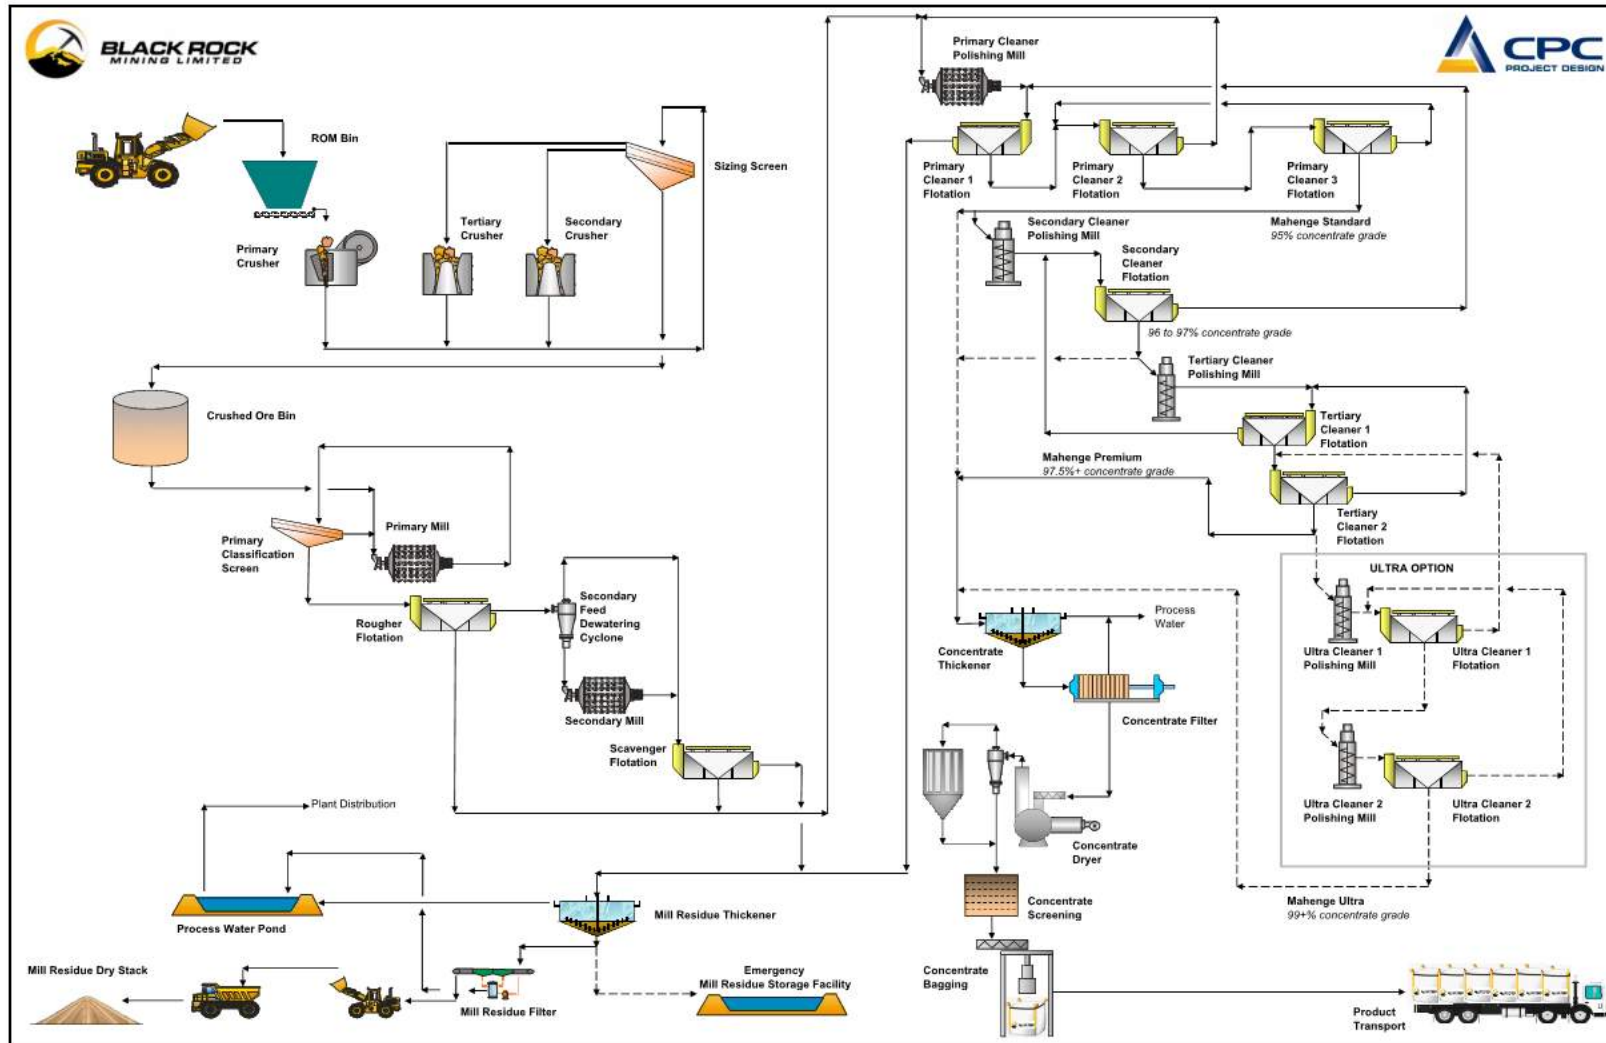 BLACK ROCK
MINING LIMITED
CPC
PROJECT DESIGN
Primary Cleaner
Polishing Mill
ROM Bin
Sizing Screen
Primary
Crusher
Tertiary
Crusher
Secondary
Crusher
Primary
Cleaner 1
Flotation
Primary
Cleaner 2
Flotation
Primary
Cleaner 3
Flotation
Mahenge Standard
95% concentrate grade
Secondary Cleaner
Polishing Mill
Secondary
Cleaner
Flotation
96 to 97% concentrate grade
Tertiary Cleaner
Polishing Mill
Crushed Ore Bin
Tertiary
Cleaner 1
Flotation
Mahenge Premium
97.5%+ concentrate grade
Tertiary
Cleaner 2
Flotation
Primary
Classification
Screen
Primary Mill
Rougher
Flotation
Secondary
Feed
Dewatering
Cyclone
Secondary Mill
Scavenger
Flotation
ULTRA OPTION
Ultra Cleaner 1
Polishing Mill
Ultra Cleaner 1
Flotation
Ultra Cleaner 2
Polishing Mill
Ultra Cleaner 2
Flotation
Mahenge Ultra
99+% concentrate grade
Process
Water
Concentrate
Thickener
Concentrate Filter
Concentrate
Dryer
Concentrate
Screening
Concentrate
Bagging
Product
Transport
Plant Distribution
Process Water Pond
Mill Residue Thickener
Mill Residue Dry Stack
Mill Residue Filter
Emergency
Mill Residue Storage Facility